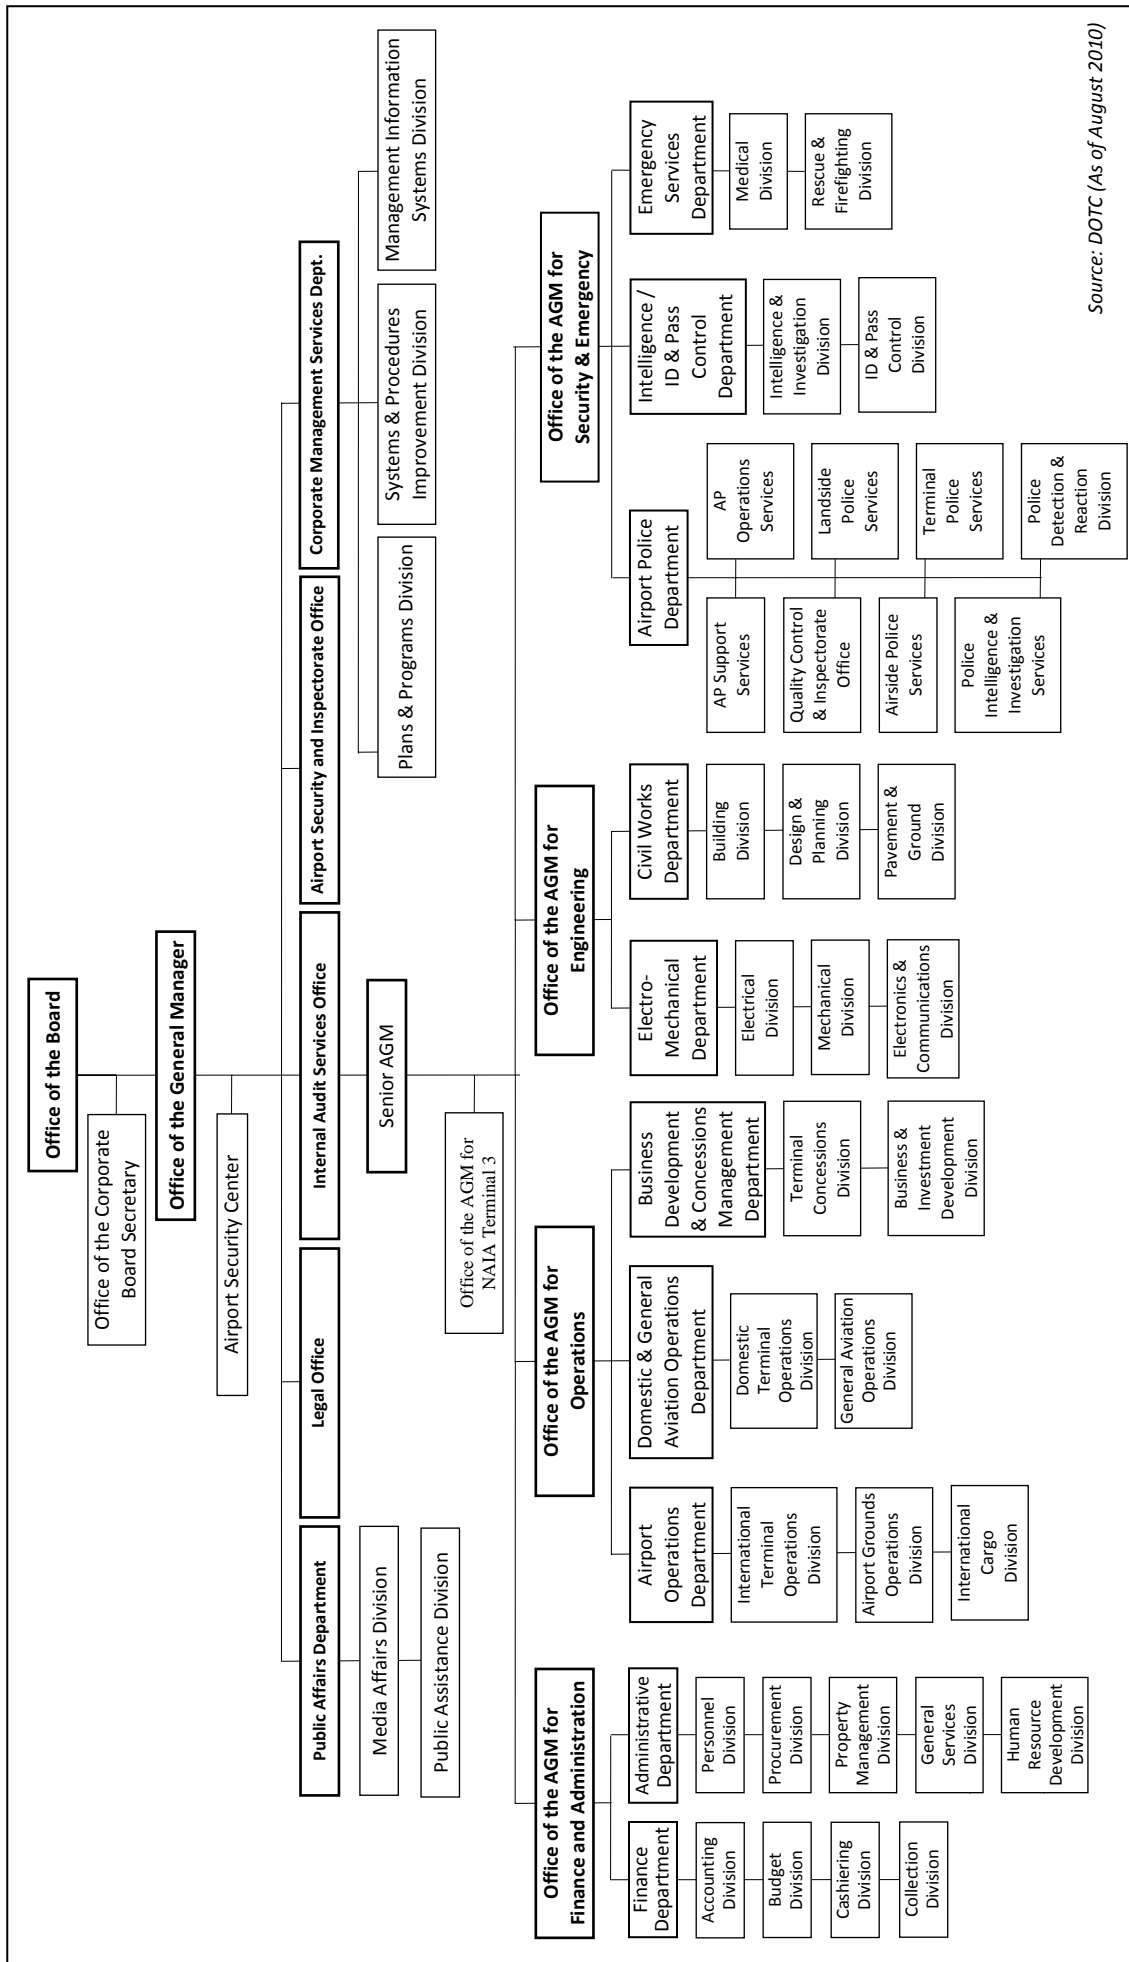 Office of the Board
Office of the Corporate
Board Secretary
Office of the General Manager
Airport Security Center
Public Affairs Department
Legal Office
Internal Audit Services Office
Airport Security and Inspectorate Office
Corporate Management Services Dept.
Media Affairs Division
Public Assistance Division
Senior AGM
Plans & Programs Division
Systems & Procedures
Improvement Division
Management Information
Systems Division
Office of the AGM for
NAIA Terminal 3
Office of the AGM for
Finance and Administration
Office of the AGM for
Operations
Office of the AGM for
Engineering
Office of the AGM for
Security & Emergency
Finance
Department
Accounting
Division
Budget
Division
Cashiering
Division
Collection
Division
Administrative
Department
Personnel
Division
Procurement
Division
Property
Management
Division
General
Services
Division
Human
Resource
Development
Division
Airport
Operations
Department
International
Terminal
Operations
Division
Airport Grounds
Operations
Division
International
Cargo
Division
Domestic & General
Aviation Operations
Department
Domestic
Terminal
Operations
Division
General Aviation
Operations
Division
Business
Development
& Concessions
Management
Department
Terminal
Concessions
Division
Business &
Investment
Development
Division
Electro-
Mechanical
Department
Electrical
Division
Mechanical
Division
Electronics &
Communications
Division
Civil Works
Department
Building
Division
Design &
Planning
Division
Pavement &
Ground
Division
Airport Police
Department
AP Support
Services
AP
Operations
Services
Quality Control
& Inspectorate
Office
Landside
Police
Services
Airside Police
Services
Terminal
Police
Services
Police
Intelligence &
Investigation
Services
Police
Detection &
Reaction
Division
Intelligence /
ID & Pass
Control
Department
Intelligence &
Investigation
Division
ID & Pass
Control
Division
Emergency
Services
Department
Medical
Division
Rescue &
Firefighting
Division
Source: DOTC (As of August 2010)